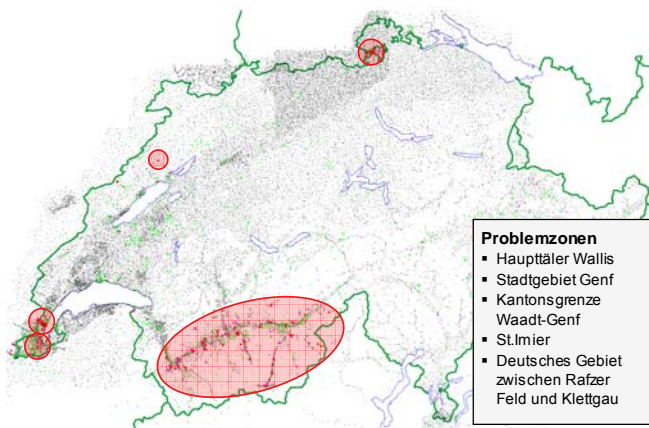 Problemzonen
▪ Haupttäler Wallis
▪ Stadtgebiet Genf
▪ Kantonsgrenze
Waadt-Genf
▪ St.Imier
▪ Deutsches Gebiet
zwischen Rafzer
Feld und Klettgau